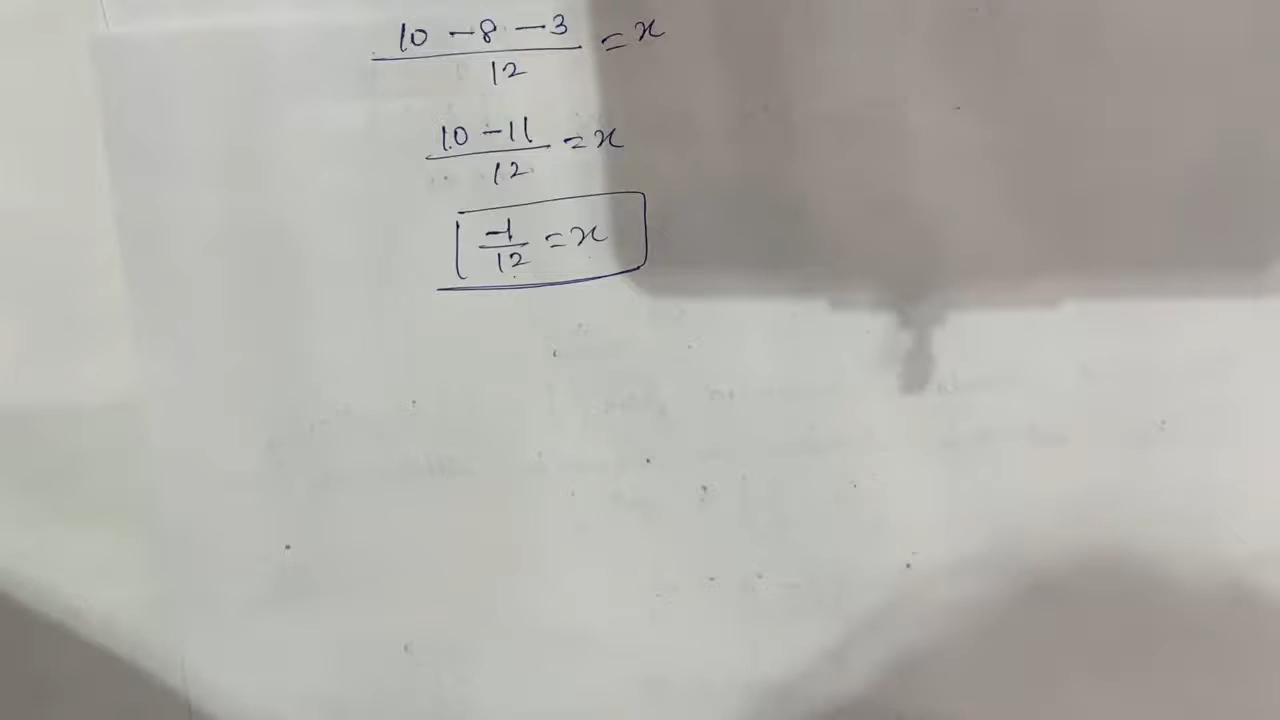 10 - 8 - 3 / 12 = x
10 - 11 / 12 = x
-1 / 12 = x